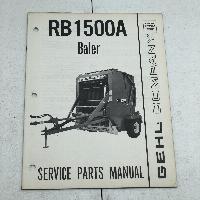 RB1500A
Baler
GEHL COMPANY
SERVICE PARTS MANUAL